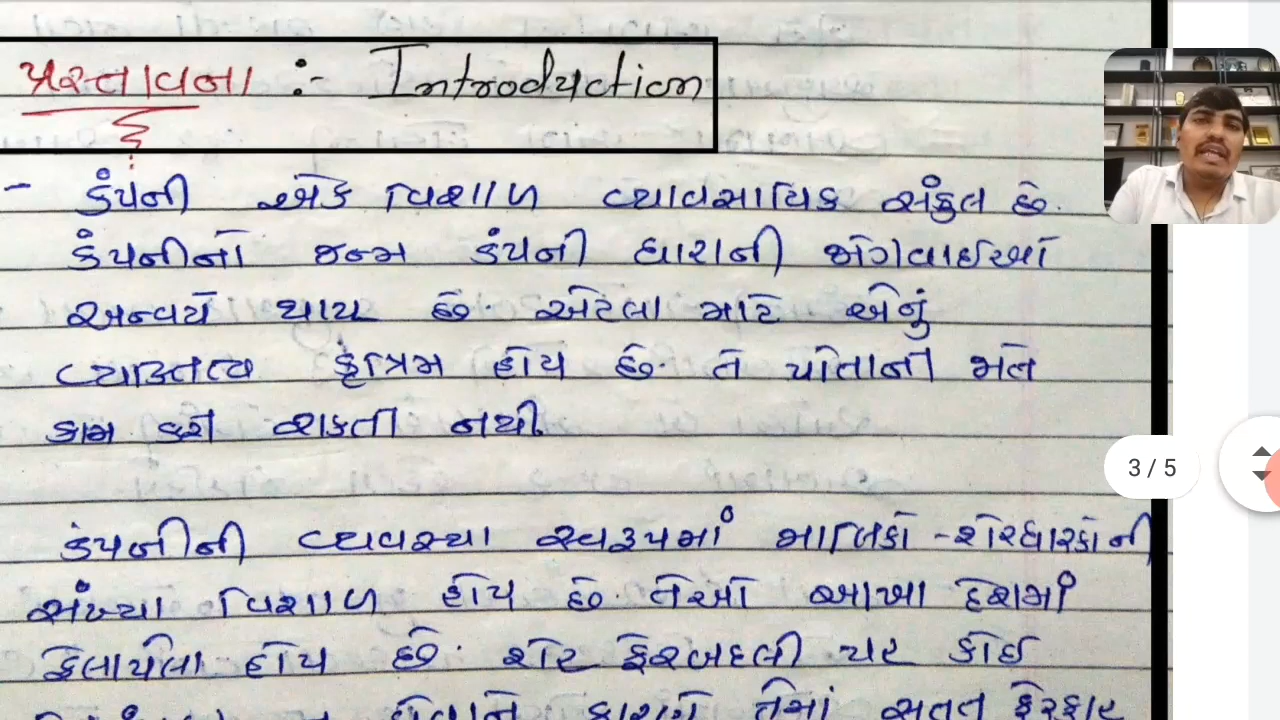 પ્રસ્તાવના :- Introduction
- કંપની એક વિશાળ વ્યાવસાયિક સંકુલ છે.
કંપનીનો જન્મ કંપની ધારાની જોગવાઈઓ
અન્વયે થાય છે. એટલા માટે એનું
વ્યક્તિત્વ કૃત્રિમ હોય છે. તે પોતાની મેળે
કામ કરી શકતી નથી.
કંપનીની વ્યવસ્થા સ્વરૂપમાં માલિકો - શેરધારકોની
સંખ્યા વિશાળ હોય છે. તેઓ આખા દેશમાં
ફેલાયેલા હોય છે. શેર ફેરબદલી પર કોઈ
હોવાને કારણે તેમાં સતત ફેરફાર
3 / 5